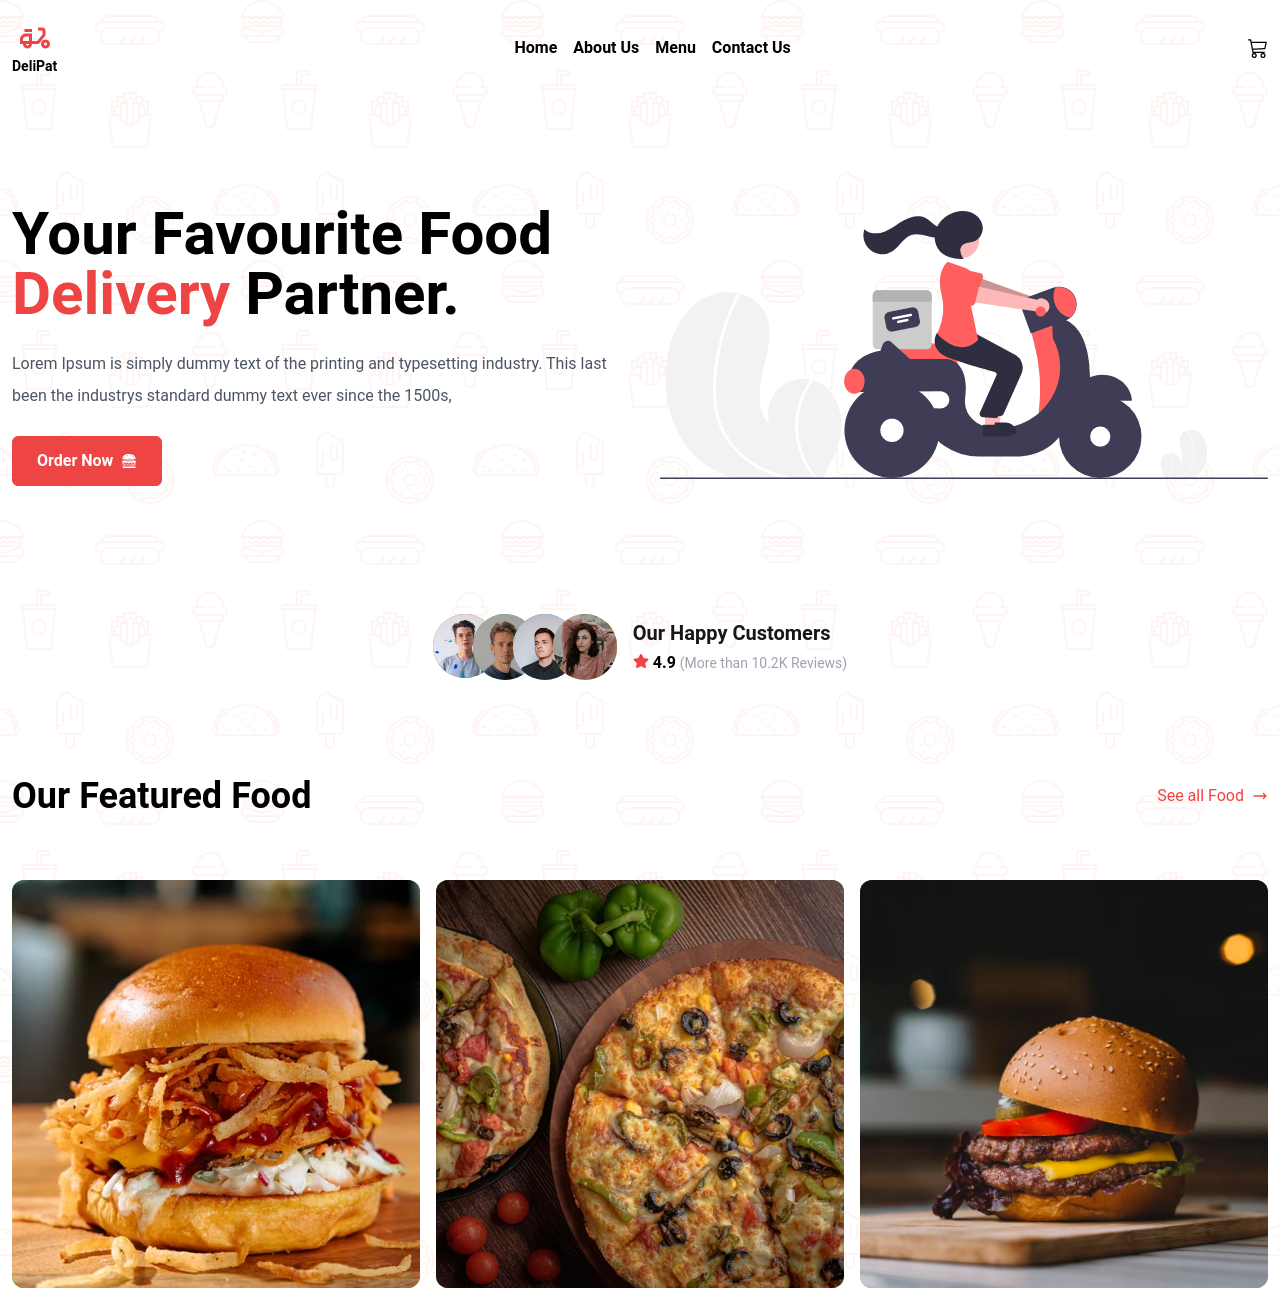 DeliPat
Home About Us Menu Contact Us
Your Favourite Food
Delivery Partner.
Lorem Ipsum is simply dummy text of the printing and typesetting industry. This last
been the industrys standard dummy text ever since the 1500s,
Order Now
Our Happy Customers
4.9 (More than 10.2K Reviews)
Our Featured Food
See all Food →